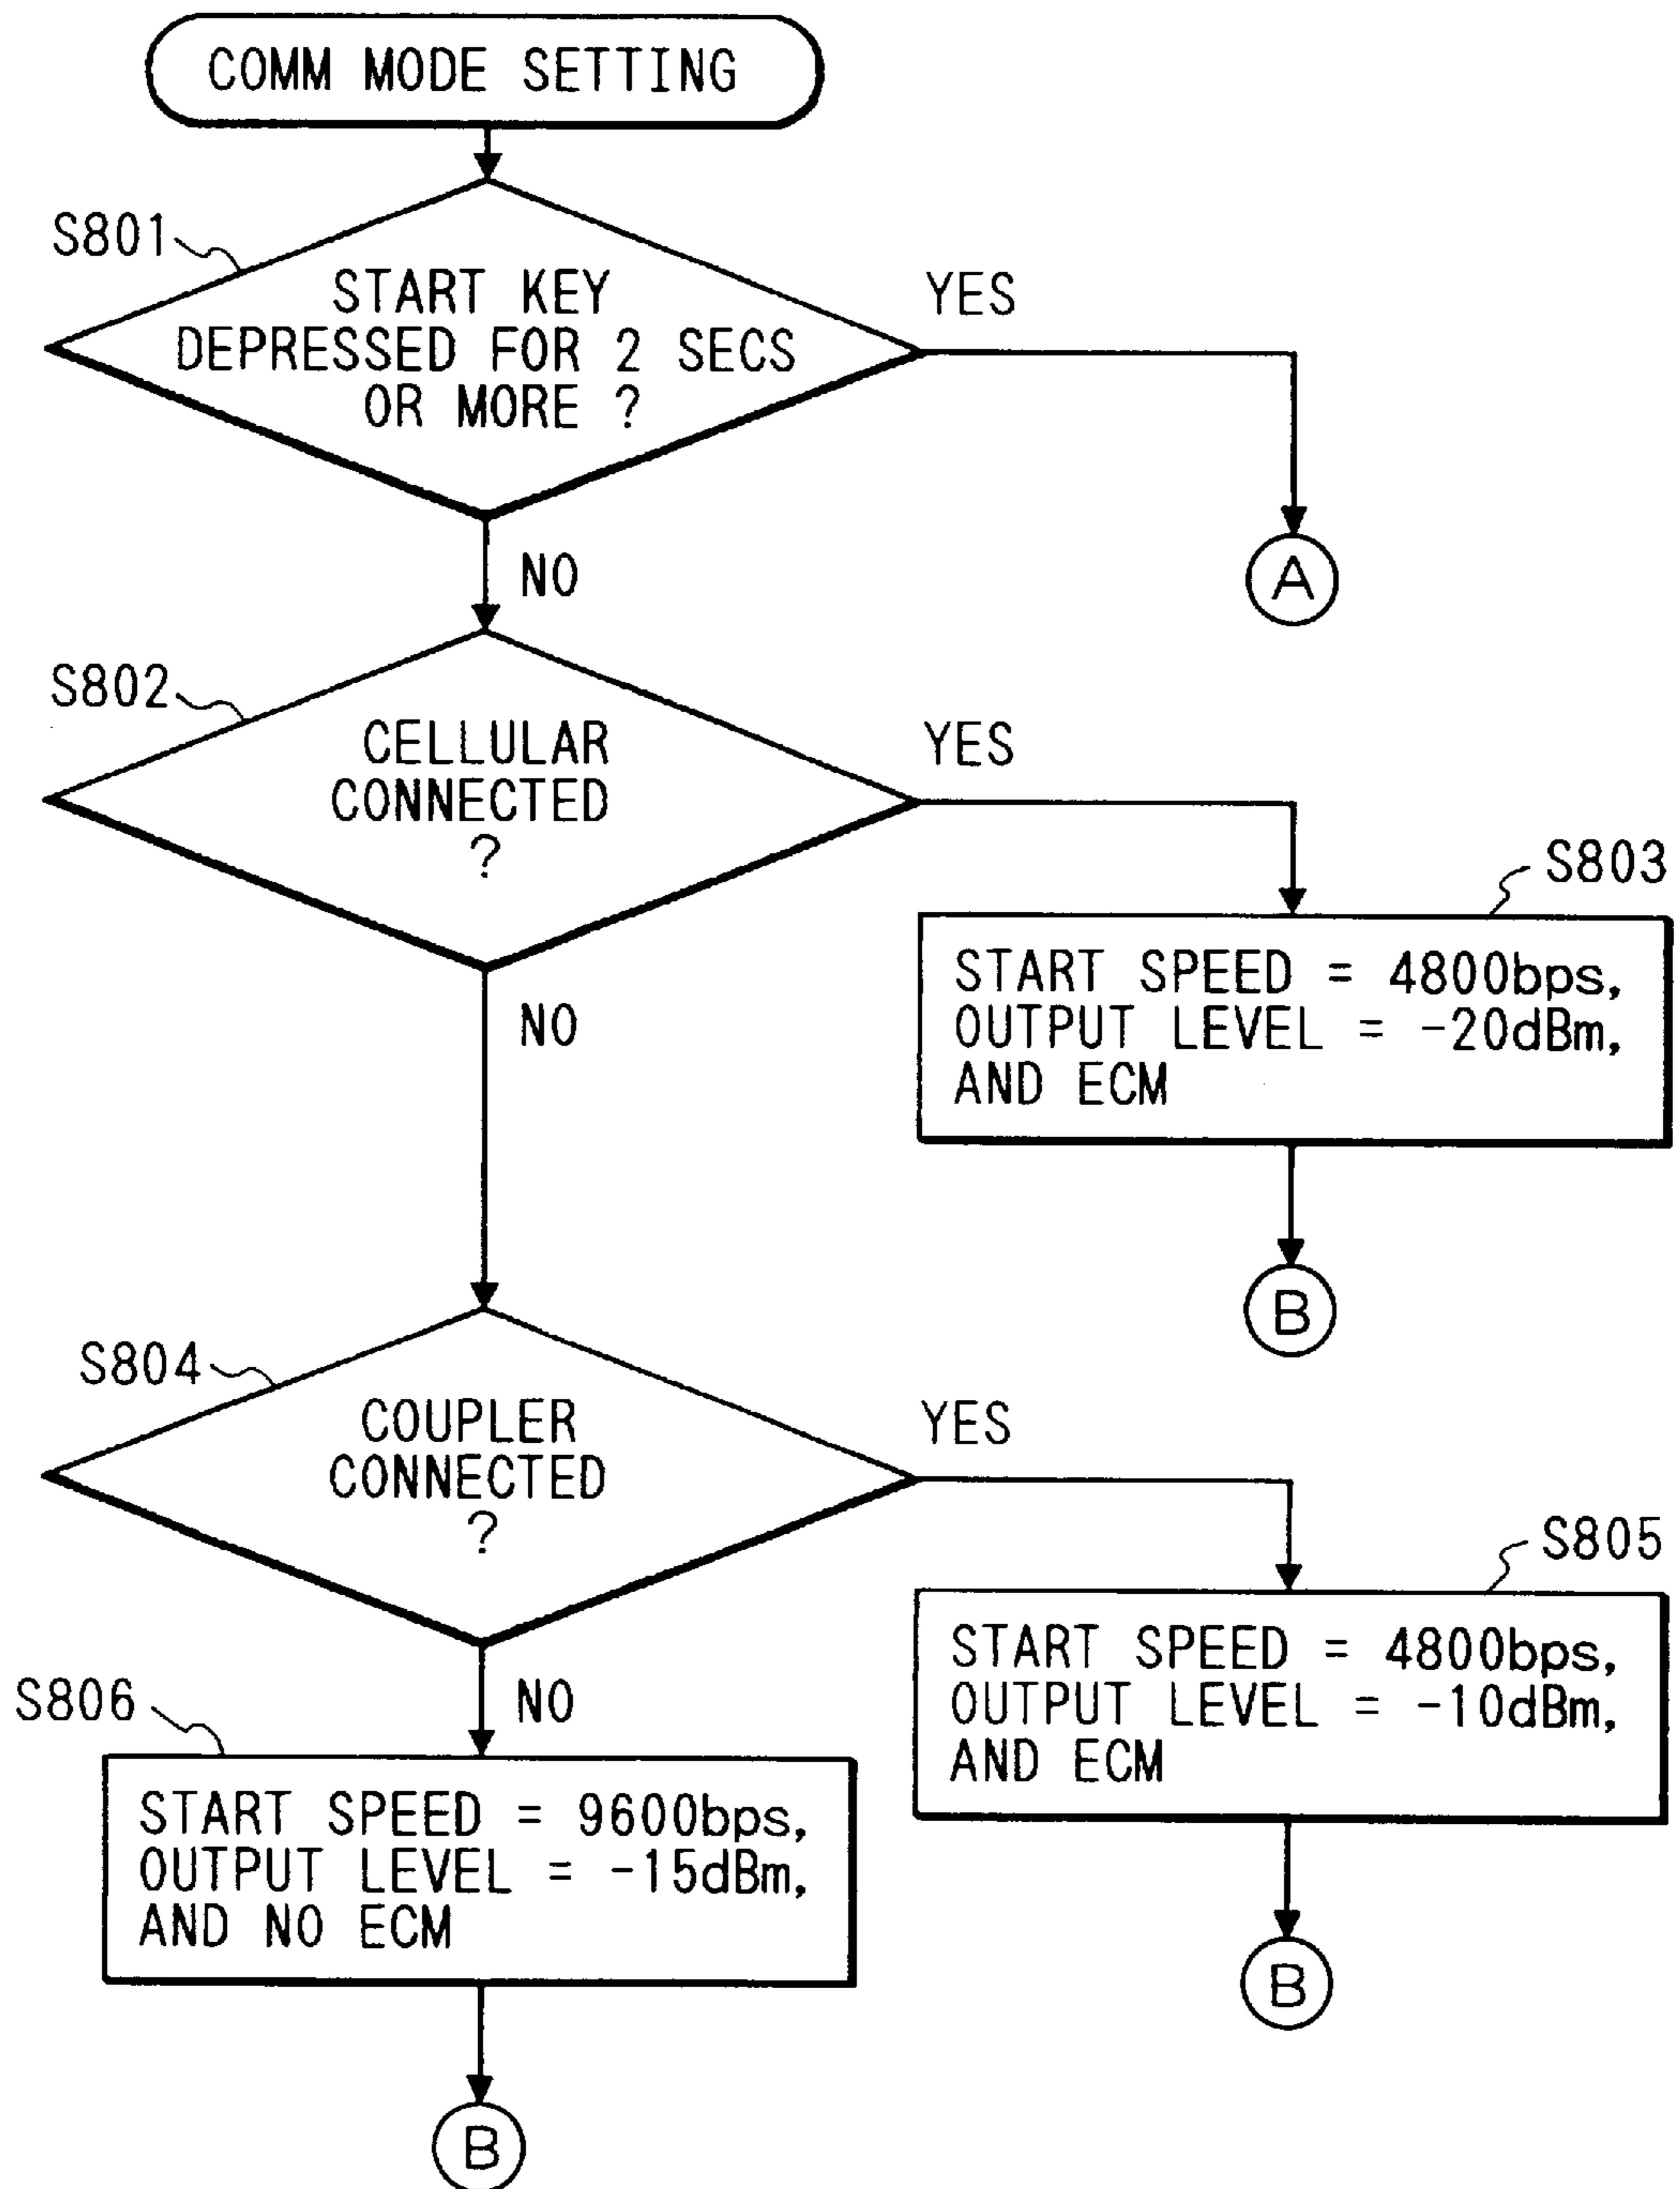 COMM MODE SETTING
S801
START KEY
DEPRESSED FOR 2 SECS
OR MORE ?
YES
A
NO
S802
CELLULAR
CONNECTED
?
YES
S803
START SPEED = 4800bps,
OUTPUT LEVEL = -20dBm,
AND ECM
B
NO
S804
COUPLER
CONNECTED
?
YES
S805
START SPEED = 4800bps,
OUTPUT LEVEL = -10dBm,
AND ECM
B
NO
S806
START SPEED = 9600bps,
OUTPUT LEVEL = -15dBm,
AND NO ECM
B